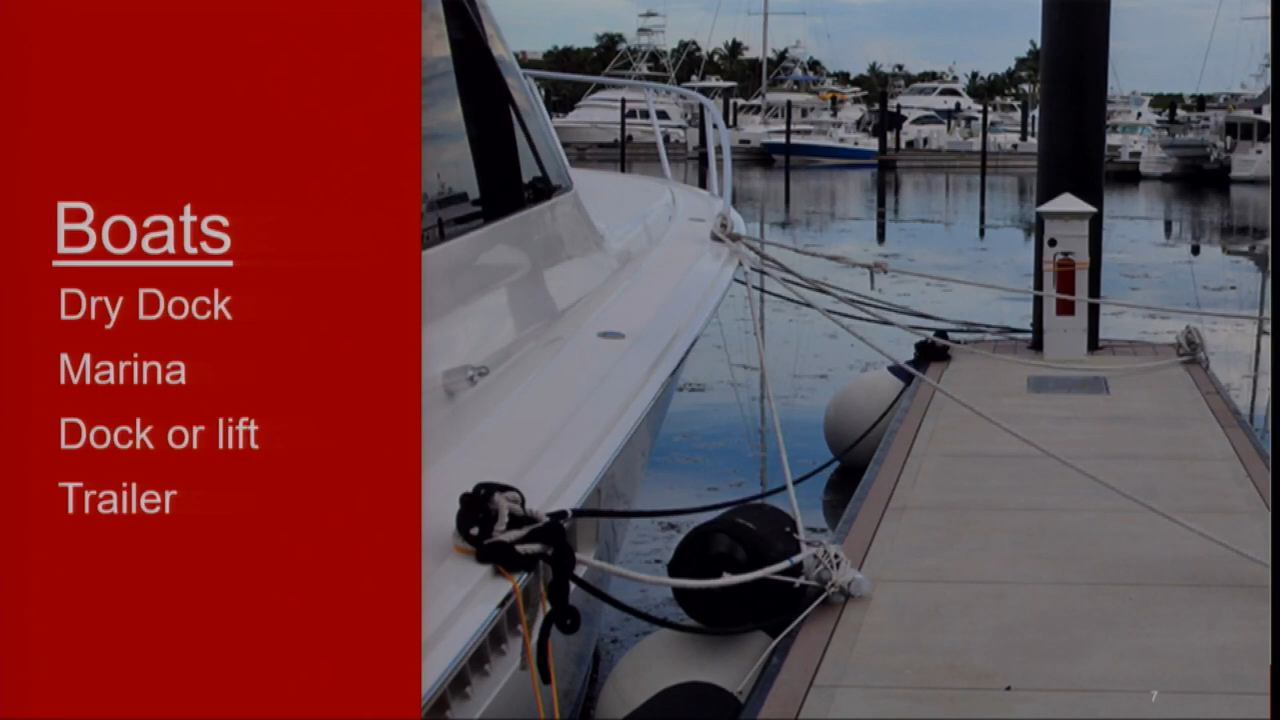 Boats
Dry Dock
Marina
Dock or lift
Trailer
7